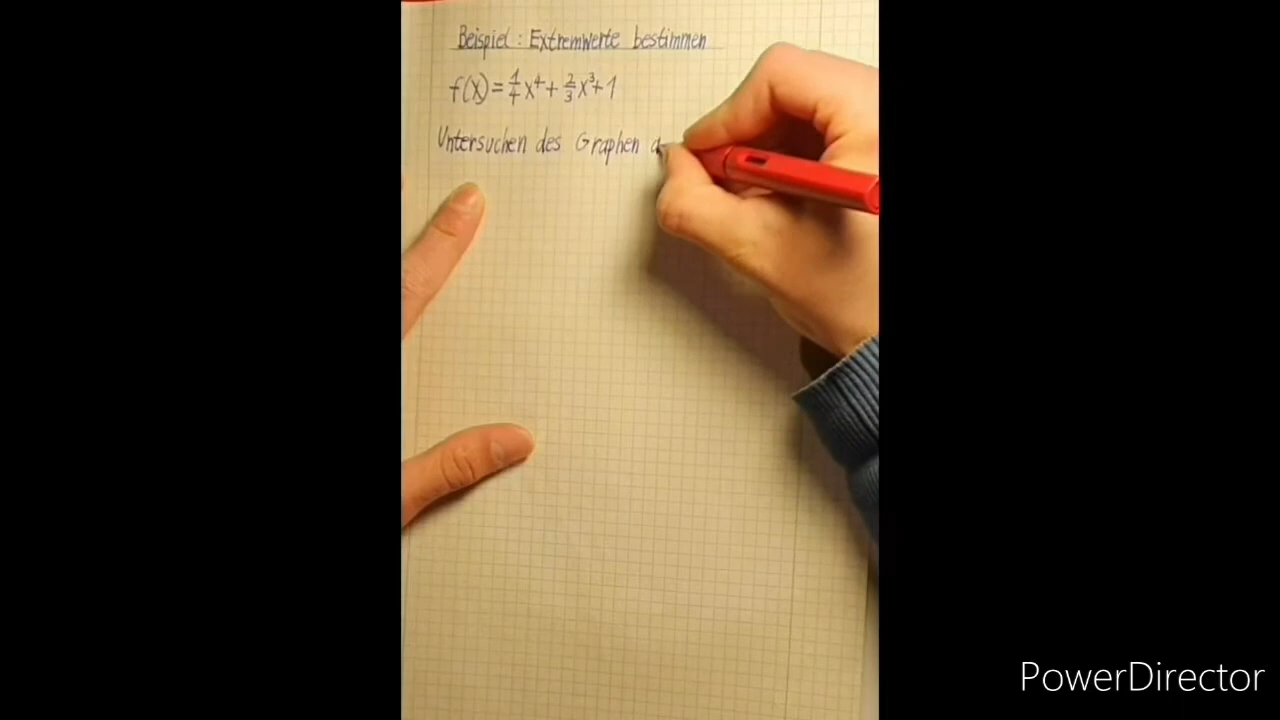 Beispiel: Extremwerte bestimmen
f(x) = 1/4 x⁴ + 2/3 x³ + 1
Untersuchen des Graphen a
PowerDirector